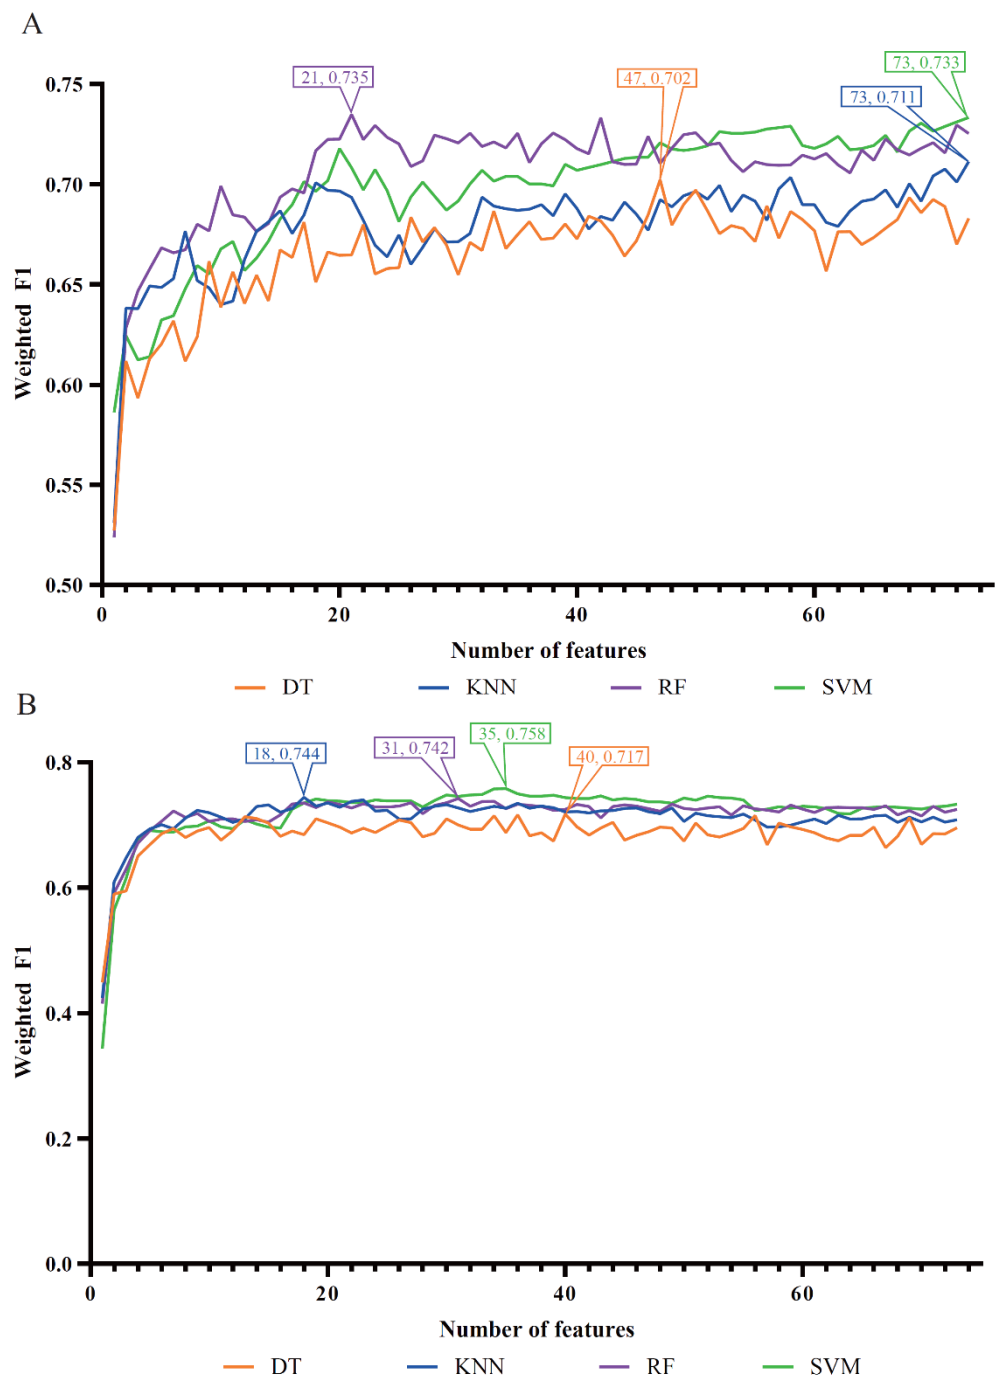 A
21, 0.735
47, 0.702
73, 0.733
73, 0.711
0.75
0.70
0.65
0.60
0.55
0.50
Weighted F1
0 20 40 60
Number of features
DT KNN RF SVM
B
18, 0.744
31, 0.742
35, 0.758
40, 0.717
0.8
0.6
0.4
0.2
0.0
Weighted F1
0 20 40 60
Number of features
DT KNN RF SVM